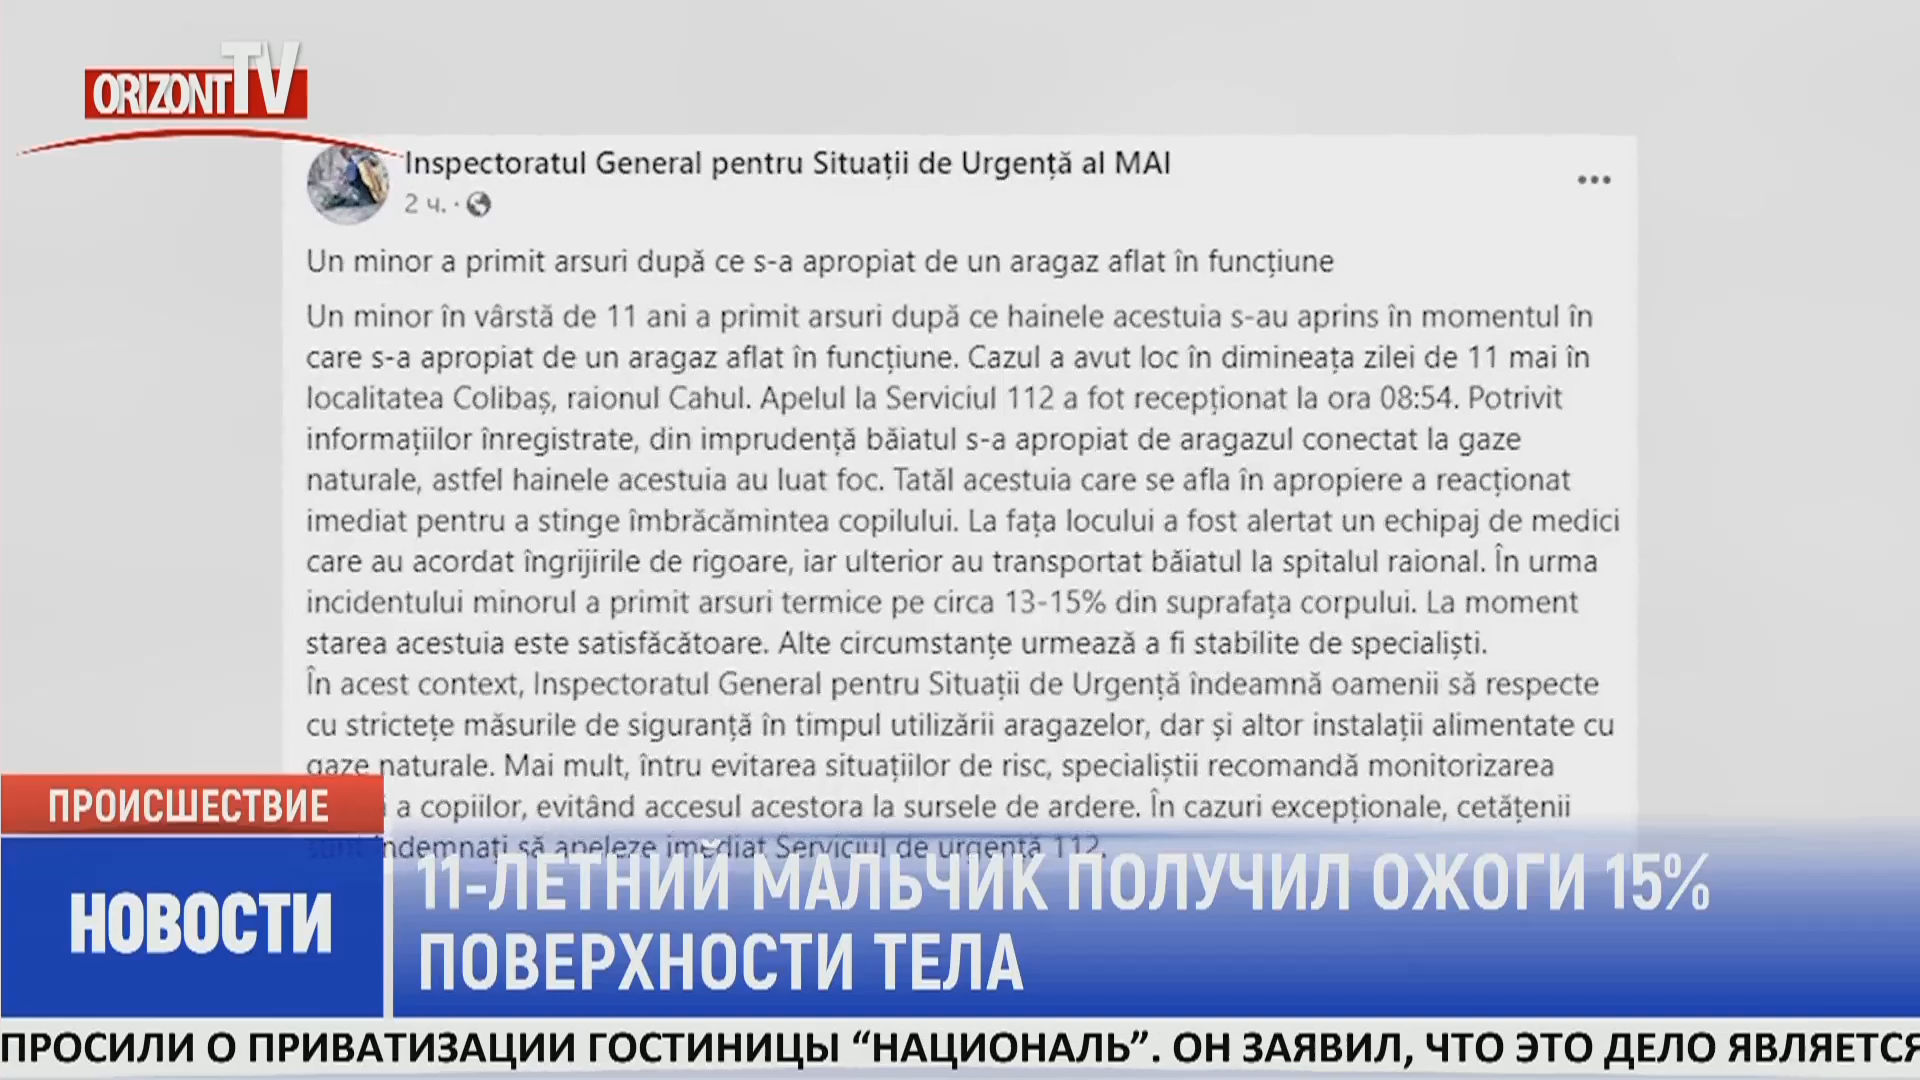 ORIZONT TV
Inspectoratul General pentru Situații de Urgență al MAI
2 ч. ·
Un minor a primit arsuri după ce s-a apropiat de un aragaz aflat în funcțiune
Un minor în vârstă de 11 ani a primit arsuri după ce hainele acestuia s-au aprins în momentul în
care s-a apropiat de un aragaz aflat în funcțiune. Cazul a avut loc în dimineața zilei de 11 mai în
localitatea Colibaș, raionul Cahul. Apelul la Serviciul 112 a fot recepționat la ora 08:54. Potrivit
informațiilor înregistrate, din imprudență băiatul s-a apropiat de aragazul conectat la gaze
naturale, astfel hainele acestuia au luat foc. Tatăl acestuia care se afla în apropiere a reacționat
imediat pentru a stinge îmbrăcămintea copilului. La fața locului a fost alertat un echipaj de medici
care au acordat îngrijirile de rigoare, iar ulterior au transportat băiatul la spitalul raional. În urma
incidentului minorul a primit arsuri termice pe circa 13-15% din suprafața corpului. La moment
starea acestuia este satisfăcătoare. Alte circumstanțe urmează a fi stabilite de specialiști.
În acest context, Inspectoratul General pentru Situații de Urgență îndeamnă oamenii să respecte
cu strictețe măsurile de siguranță în timpul utilizării aragazelor, dar și altor instalații alimentate cu
gaze naturale. Mai mult, întru evitarea situațiilor de risc, specialiștii recomandă monitorizarea
a copiilor, evitând accesul acestora la sursele de ardere. În cazuri excepționale, cetățenii
sunt îndemnați să apeleze imediat Serviciul de urgență 112.
ПРОИСШЕСТВИЕ
НОВОСТИ
11-ЛЕТНИЙ МАЛЬЧИК ПОЛУЧИЛ ОЖОГИ 15%
ПОВЕРХНОСТИ ТЕЛА
ПРОСИЛИ О ПРИВАТИЗАЦИИ ГОСТИНИЦЫ “НАЦИОНАЛЬ”. ОН ЗАЯВИЛ, ЧТО ЭТО ДЕЛО ЯВЛЯЕТСЯ